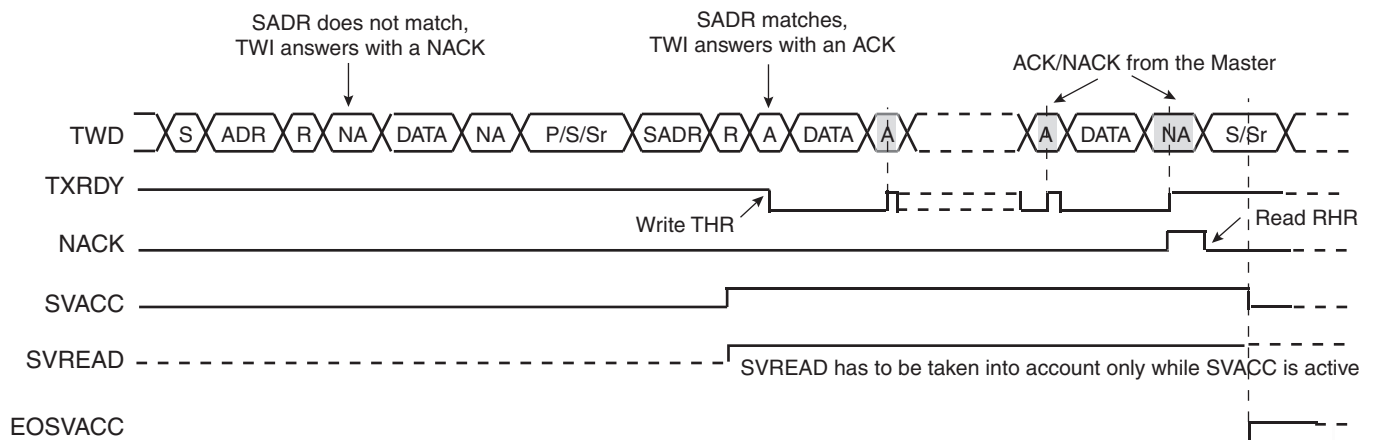 SADR does not match,
TWI answers with a NACK
SADR matches,
TWI answers with an ACK
ACK/NACK from the Master
TWD S ADR R NA DATA NA P/S/Sr SADR R A DATA A A DATA NA S/Sr
TXRDY
Write THR
Read RHR
NACK
SVACC
SVREAD
SVREAD has to be taken into account only while SVACC is active
EOSVACC